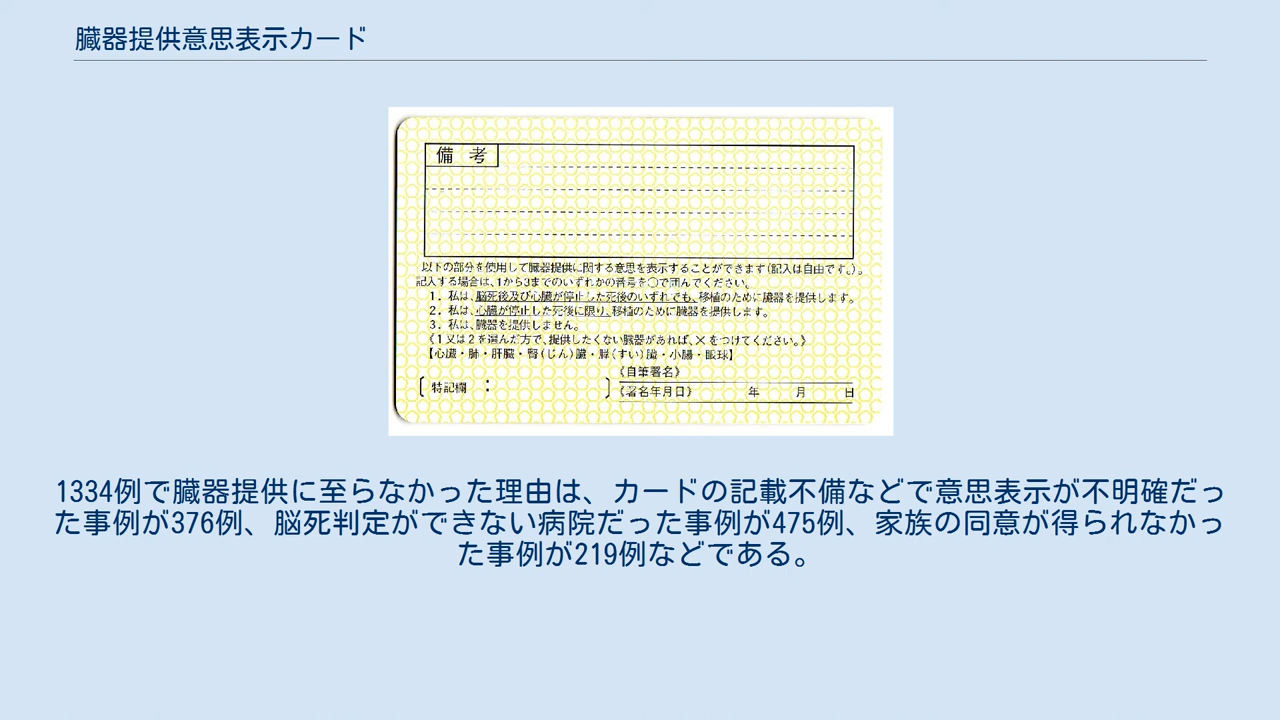 臓器提供意思表示カード
備 考
以下の部分を使用して臓器提供に関する意思を表示することができます(記入は自由です。)。
記入する場合は、1から3までのいずれかの番号を〇で囲んでください。
1. 私は、脳死後及び心臓が停止した死後のいずれでも、移植のために臓器を提供します。
2. 私は、心臓が停止した死後に限り、移植のために臓器を提供します。
3. 私は、臓器を提供しません。
《1又は2を選んだ方で、提供したくない臓器があれば、×をつけてください。》
【心臓・肺・肝臓・腎(じん)臓・膵(すい)臓・小腸・眼球】
〔特記欄 : 〕
《自筆署名》
《署名年月日》 年 月 日
1334例で臓器提供に至らなかった理由は、カードの記載不備などで意思表示が不明確だっ
た事例が376例、脳死判定ができない病院だった事例が475例、家族の同意が得られなかっ
た事例が219例などである。